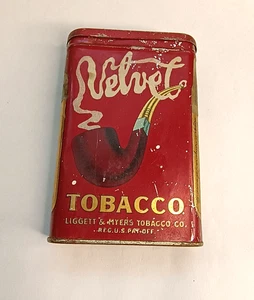 Velvet
TOBACCO
LIGGETT & MYERS TOBACCO CO.
REG. U.S. PAT. OFF.